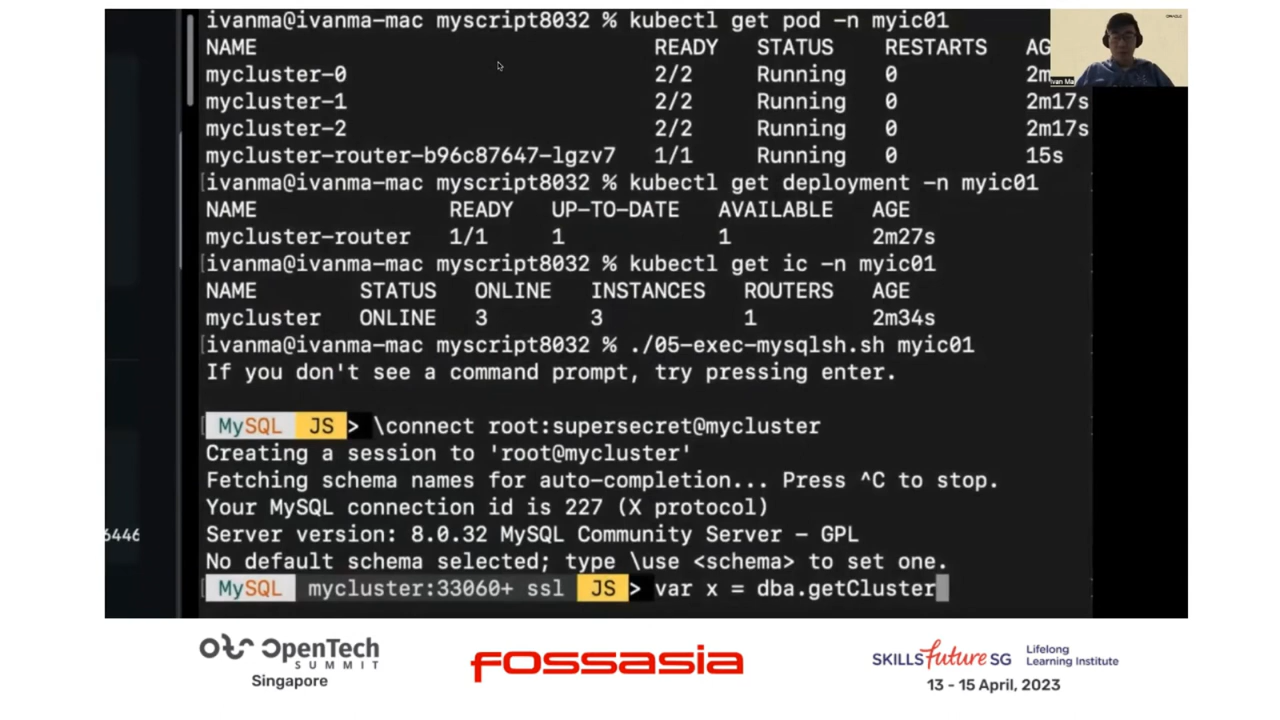 ivanma@ivanma-mac myscript8032 % kubectl get pod -n myic01
NAME READY STATUS RESTARTS AG
mycluster-0 2/2 Running 0 2m
mycluster-1 2/2 Running 0 2m17s
mycluster-2 2/2 Running 0 2m17s
mycluster-router-b96c87647-lgzv7 1/1 Running 0 15s
[ivanma@ivanma-mac myscript8032 % kubectl get deployment -n myic01
NAME READY UP-TO-DATE AVAILABLE AGE
mycluster-router 1/1 1 1 2m27s
[ivanma@ivanma-mac myscript8032 % kubectl get ic -n myic01
NAME STATUS ONLINE INSTANCES ROUTERS AGE
mycluster ONLINE 3 3 1 2m34s
[ivanma@ivanma-mac myscript8032 % ./05-exec-mysqlsh.sh myic01
If you don't see a command prompt, try pressing enter.
[ MySQL JS > \connect root:supersecret@mycluster
Creating a session to 'root@mycluster'
Fetching schema names for auto-completion... Press ^C to stop.
Your MySQL connection id is 227 (X protocol)
Server version: 8.0.32 MySQL Community Server - GPL
No default schema selected; type \use <schema> to set one.
MySQL mycluster:33060+ ssl JS > var x = dba.getCluster
6446
Ivan Ma
OpenTech
SUMMIT
Singapore
fossasia
SKILLS future SG
Lifelong
Learning Institute
13 - 15 April, 2023